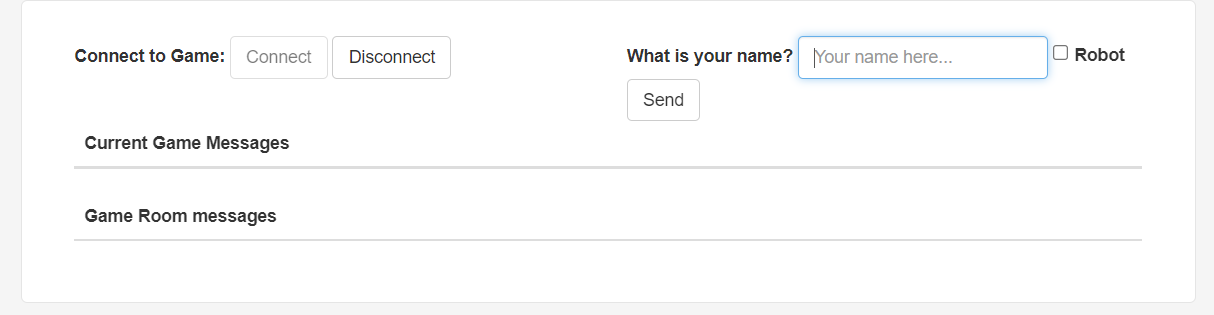 Connect to Game: Connect Disconnect What is your name? Your name here... Robot
Send
Current Game Messages
Game Room messages